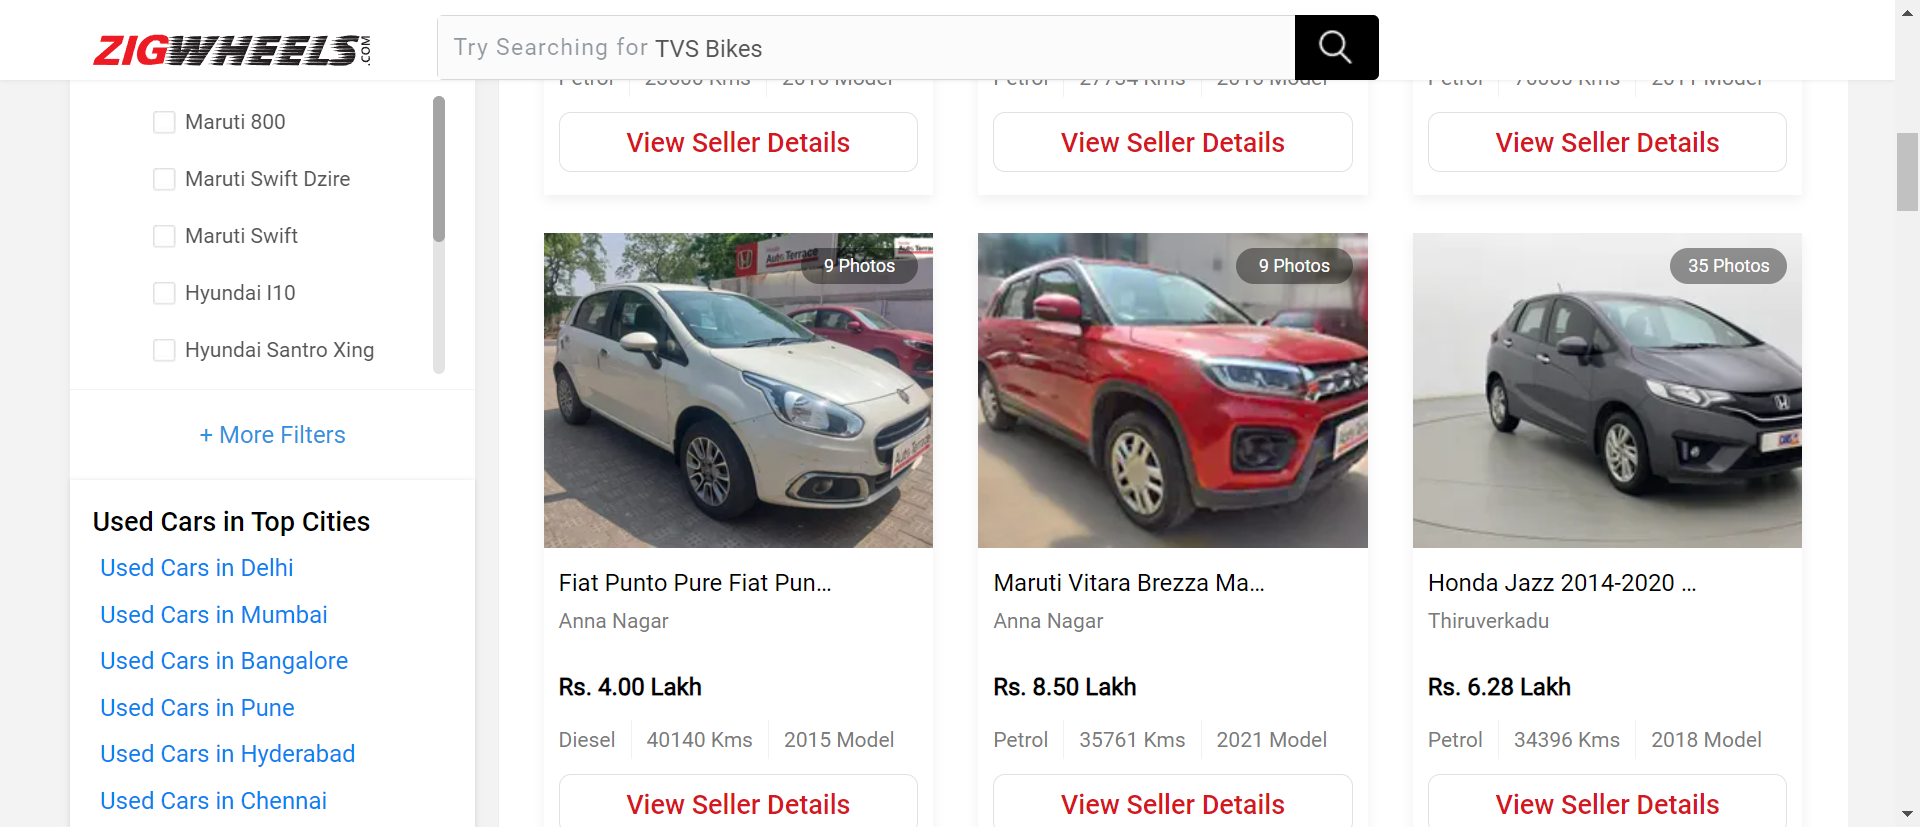 ZIGWHEELS.COM
Try Searching for TVS Bikes
Maruti 800
Maruti Swift Dzire
Maruti Swift
Hyundai I10
Hyundai Santro Xing
+ More Filters
Used Cars in Top Cities
Used Cars in Delhi
Used Cars in Mumbai
Used Cars in Bangalore
Used Cars in Pune
Used Cars in Hyderabad
Used Cars in Chennai
View Seller Details
View Seller Details
View Seller Details
Auto Terrace
9 Photos
Auto Terrace
Fiat Punto Pure Fiat Pun...
Anna Nagar
Rs. 4.00 Lakh
Diesel 40140 Kms 2015 Model
View Seller Details
9 Photos
Maruti Vitara Brezza Ma...
Anna Nagar
Rs. 8.50 Lakh
Petrol 35761 Kms 2021 Model
View Seller Details
35 Photos
Honda Jazz 2014-2020 ...
Thiruverkadu
Rs. 6.28 Lakh
Petrol 34396 Kms 2018 Model
View Seller Details